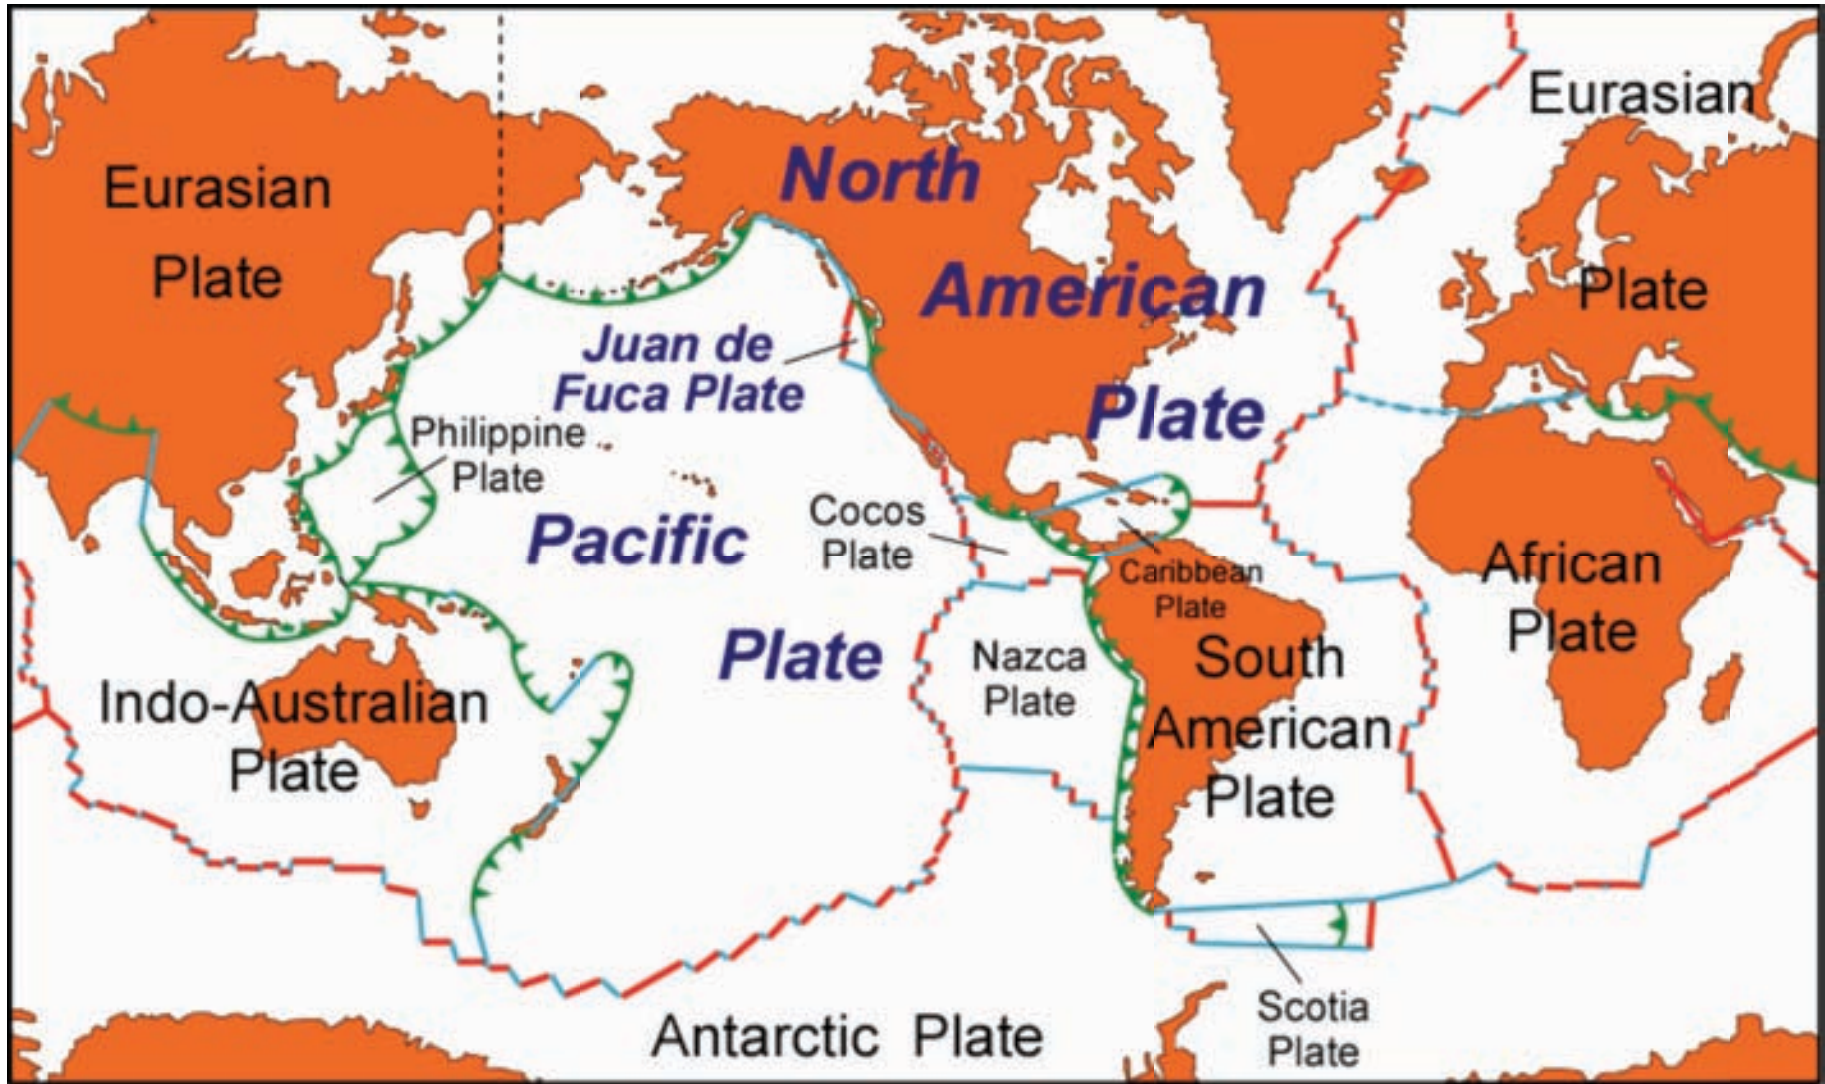 Eurasian
Plate
North
American
Plate
Eurasian
Plate
Juan de
Fuca Plate
Philippine
Plate
Pacific
Plate
Cocos
Plate
Caribbean
Plate
African
Plate
Nazca
Plate
South
American
Plate
Indo-Australian
Plate
Antarctic Plate
Scotia
Plate